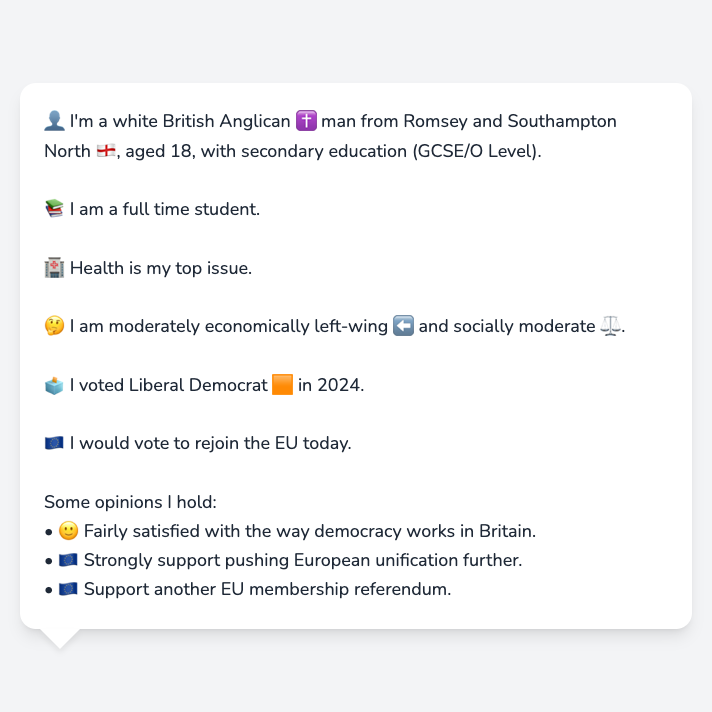 👤 I'm a white British Anglican ✝️ man from Romsey and Southampton
North 🏴󠁧󠁢󠁥󠁮󠁧󠁿, aged 18, with secondary education (GCSE/O Level).
📚 I am a full time student.
🏥 Health is my top issue.
🤔 I am moderately economically left-wing ⬅️ and socially moderate ⚖️.
🗳️ I voted Liberal Democrat 🟧 in 2024.
🇪🇺 I would vote to rejoin the EU today.
Some opinions I hold:
• 🙂 Fairly satisfied with the way democracy works in Britain.
• 🇪🇺 Strongly support pushing European unification further.
• 🇪🇺 Support another EU membership referendum.